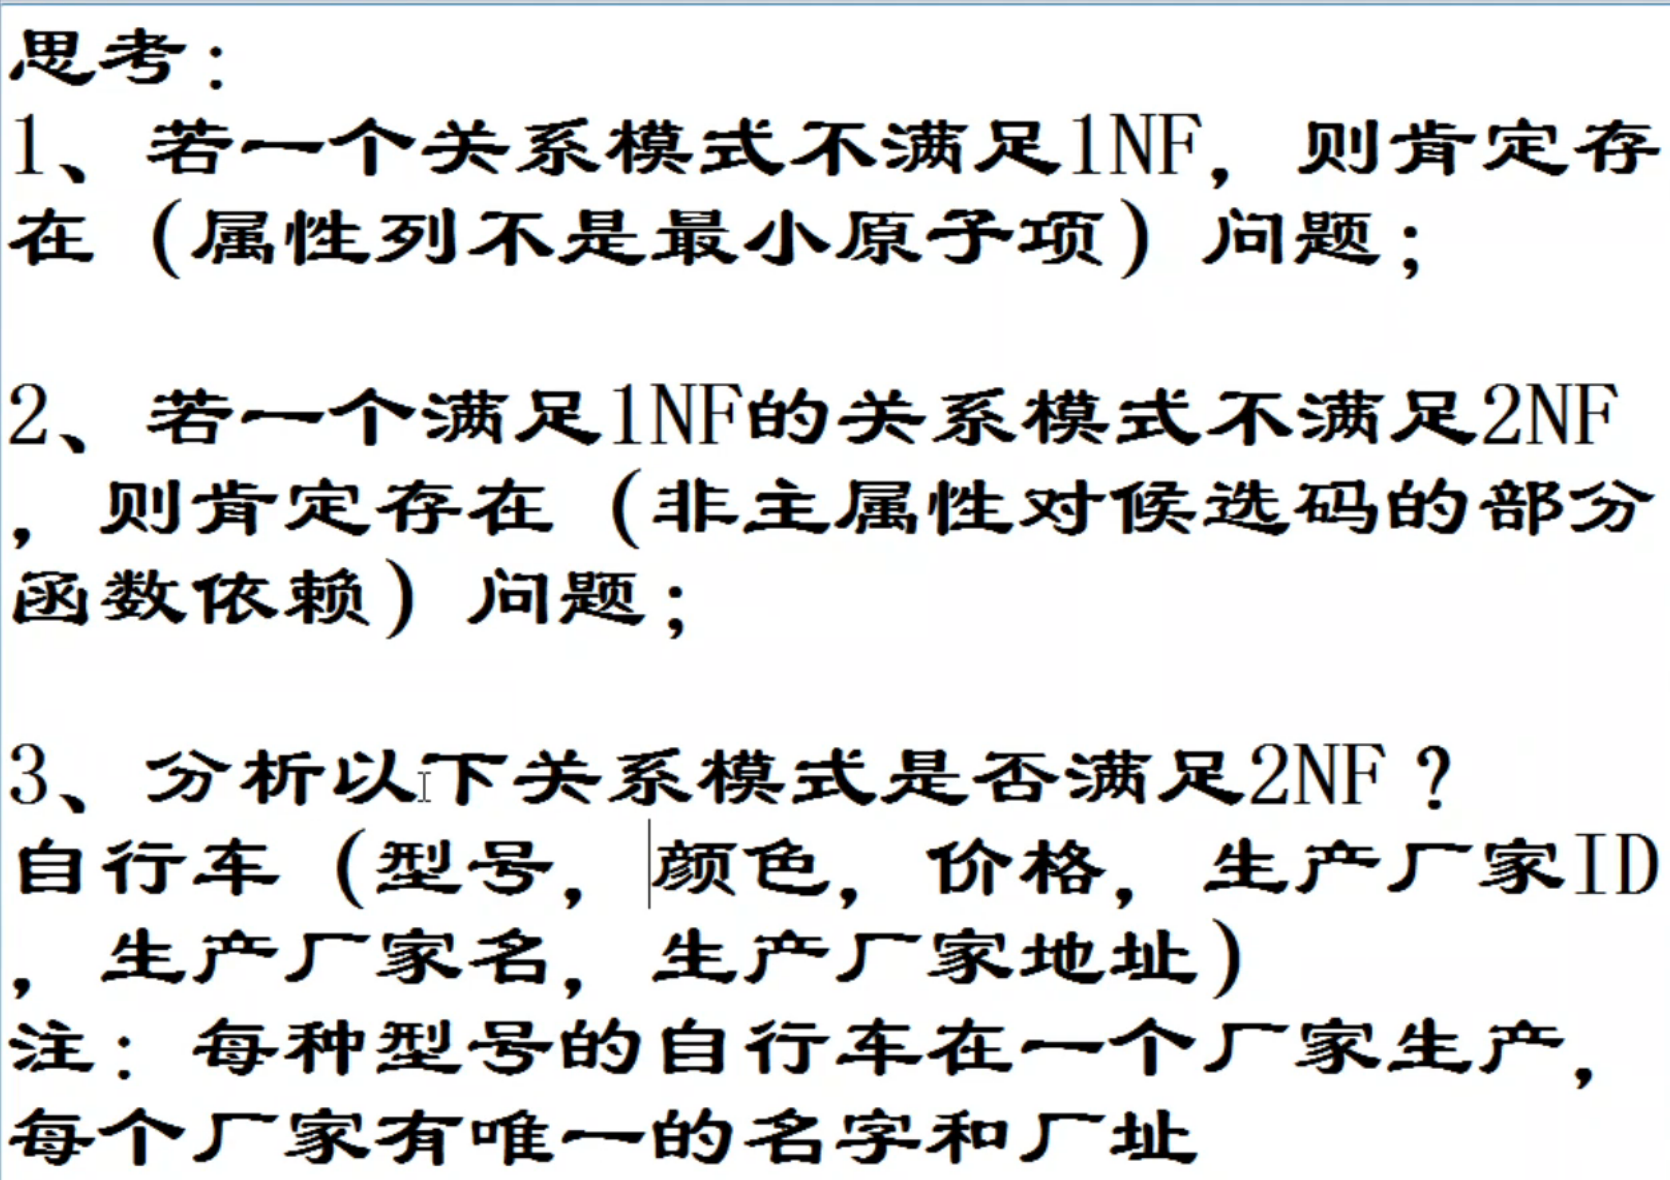 思考：
1、若一个关系模式不满足1NF，则肯定存
在（属性列不是最小原子项）问题；
2、若一个满足1NF的关系模式不满足2NF
，则肯定存在（非主属性对候选码的部分
函数依赖）问题；
3、分析以下关系模式是否满足2NF？
自行车（型号，颜色，价格，生产厂家ID
，生产厂家名，生产厂家地址）
注：每种型号的自行车在一个厂家生产，
每个厂家有唯一的名字和厂址